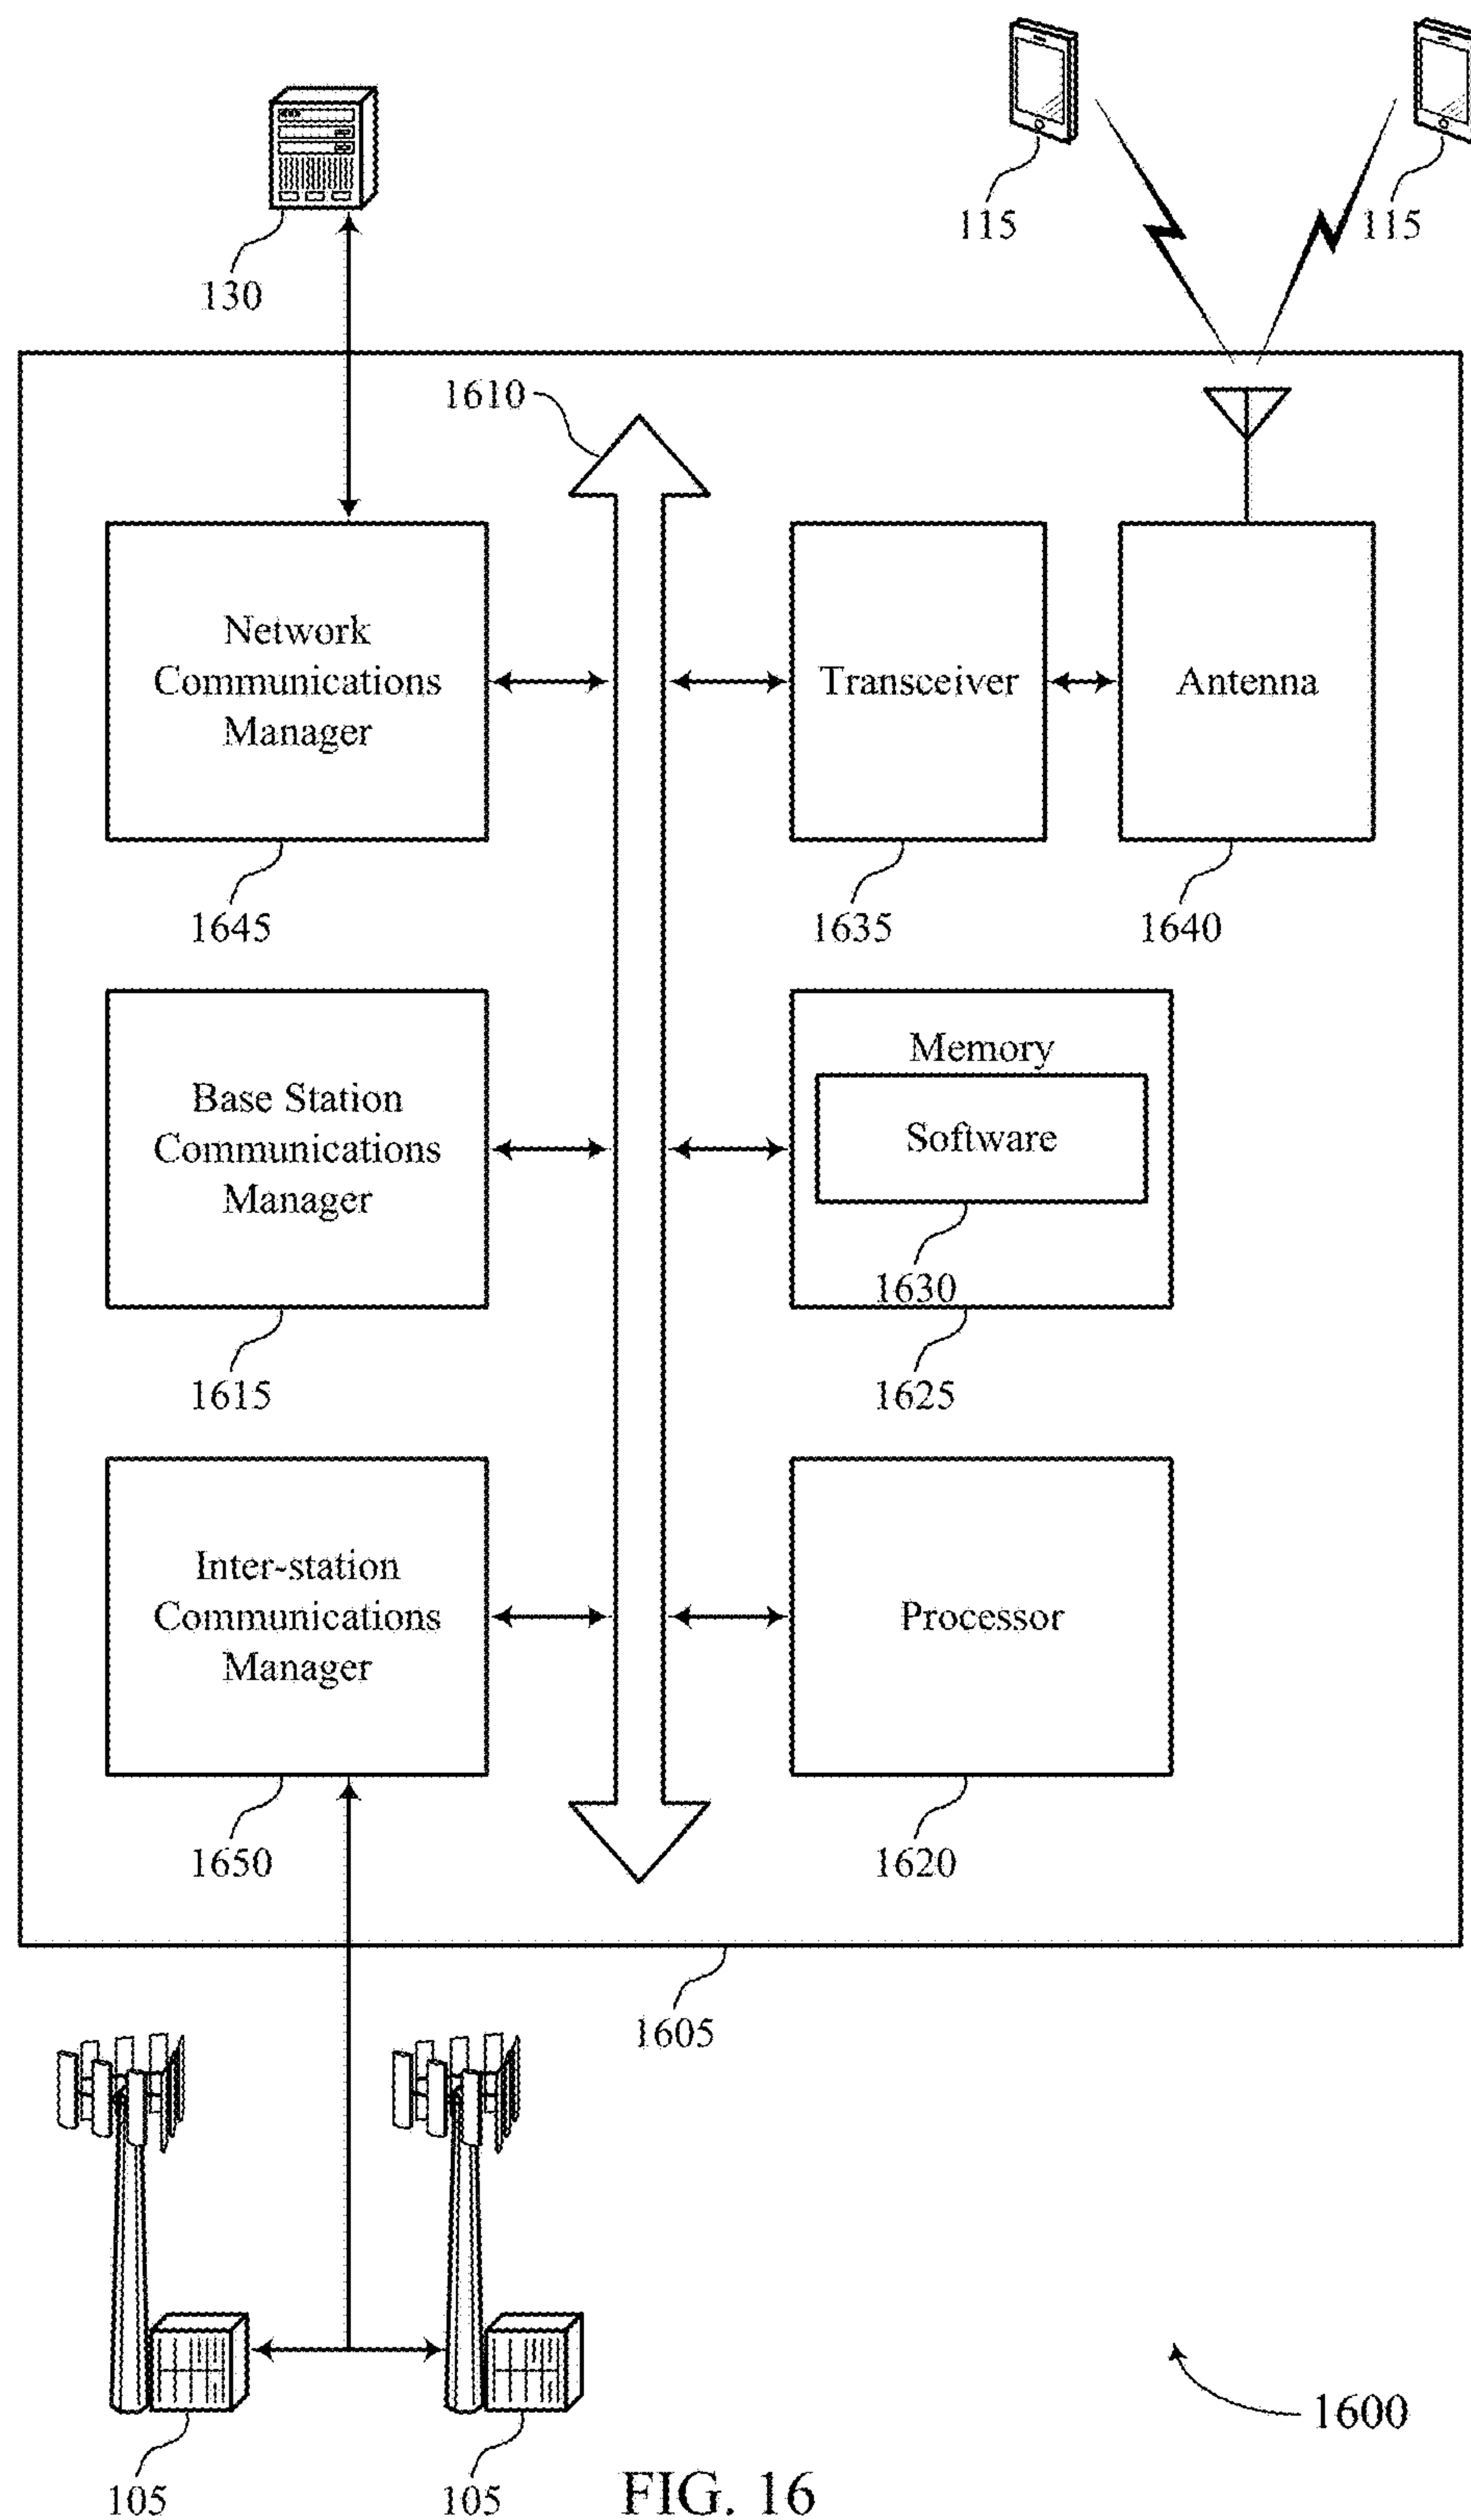 115
115
130
1610
Network
Communications
Manager
Transceiver
Antenna
1645
1635
1640
Base Station
Communications
Manager
Memory
Software
1630
1615
1625
Inter-station
Communications
Manager
Processor
1650
1620
1605
1600
105
105
FIG. 16